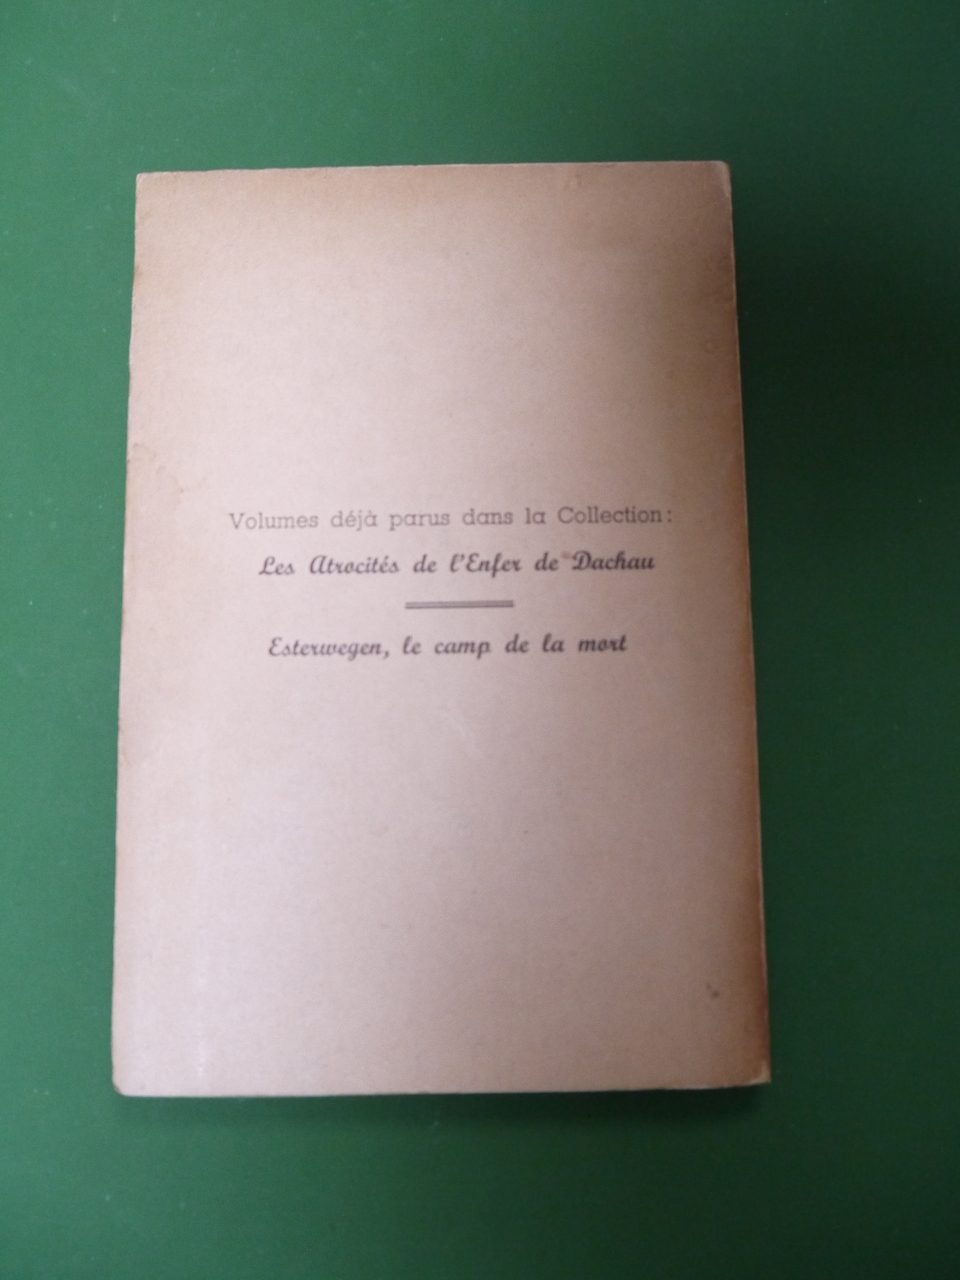 Volumes déjà parus dans la Collection:
Les Atrocités de l'Enfer de Dachau
Esterwegen, le camp de la mort